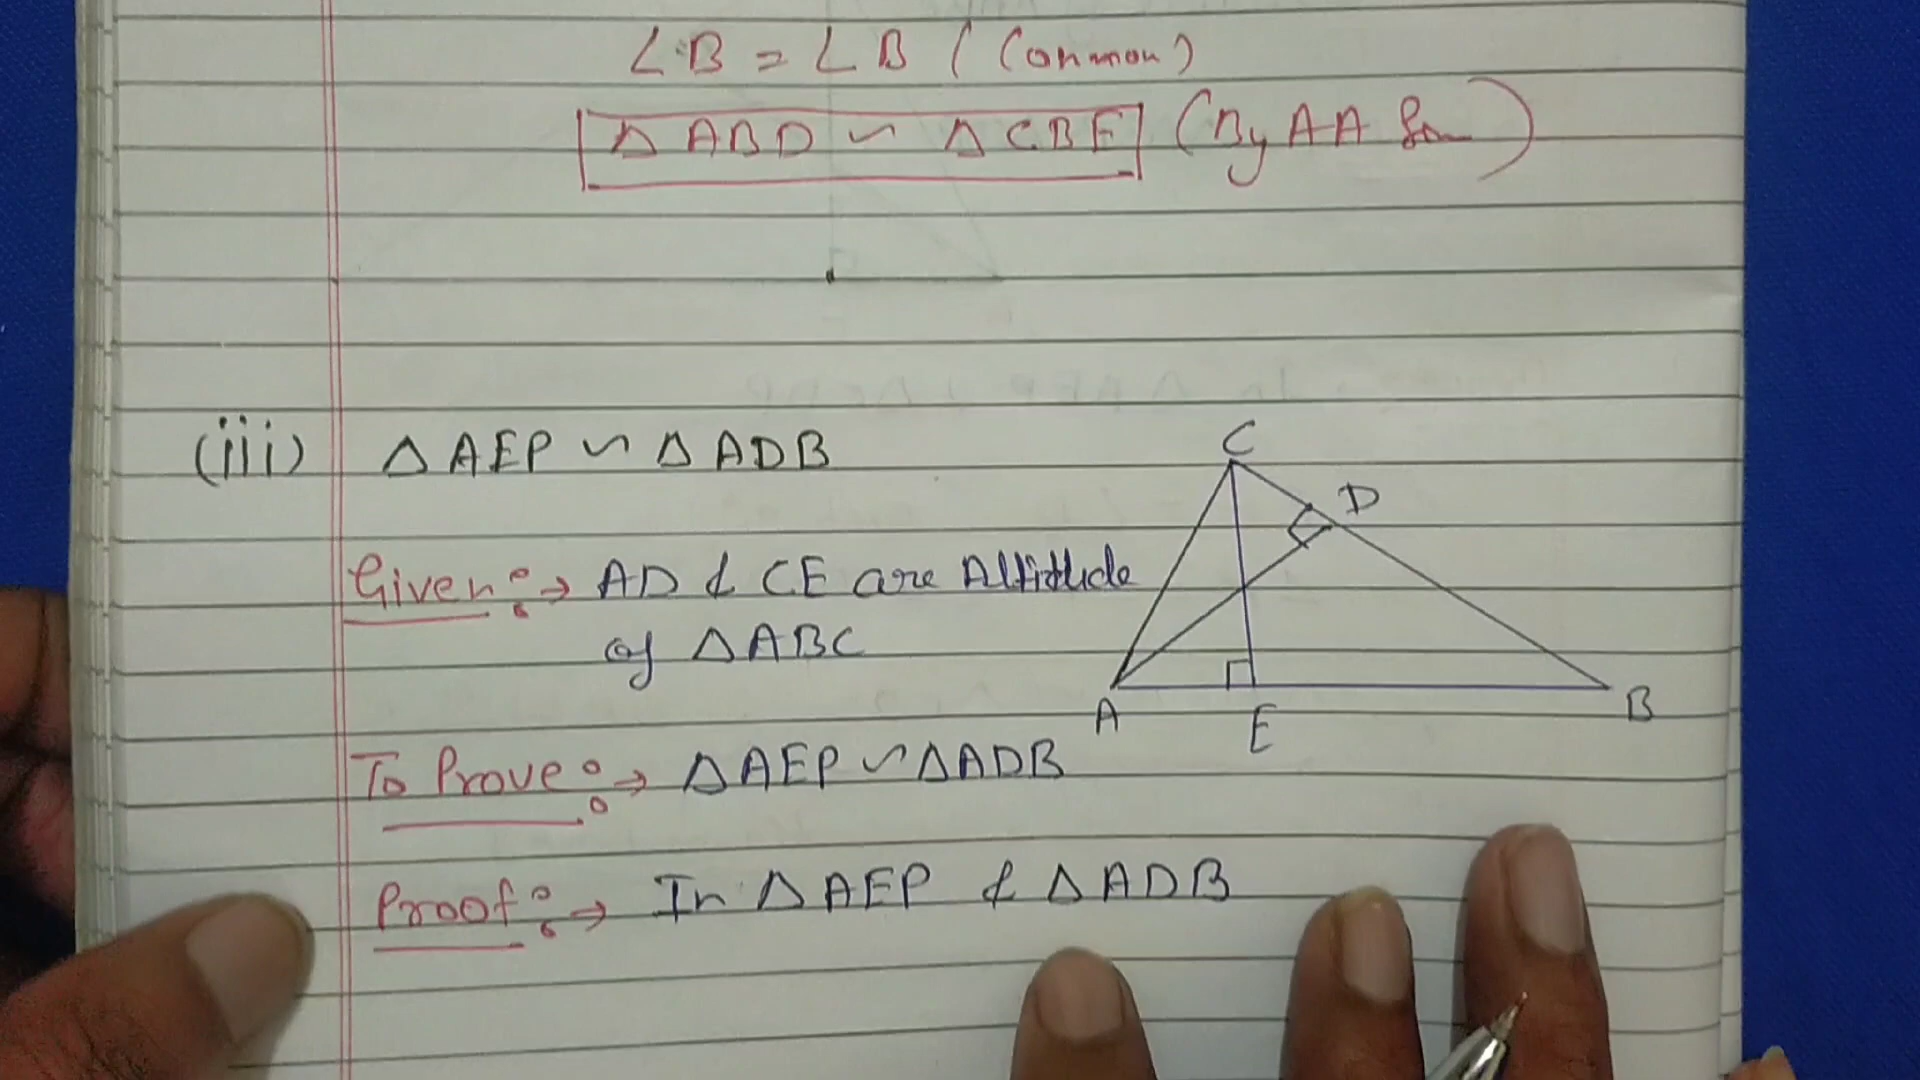 ∠B = ∠B (Common)
△ABD ∽ △CBE (By AA Sim)
(iii) △AEP ∽ △ADB
C
D
Given :→ AD & CE are Altitude
of △ABC
A
E
B
To Prove :→ △AEP ∽ △ADB
Proof :→ In △AEP & △ADB